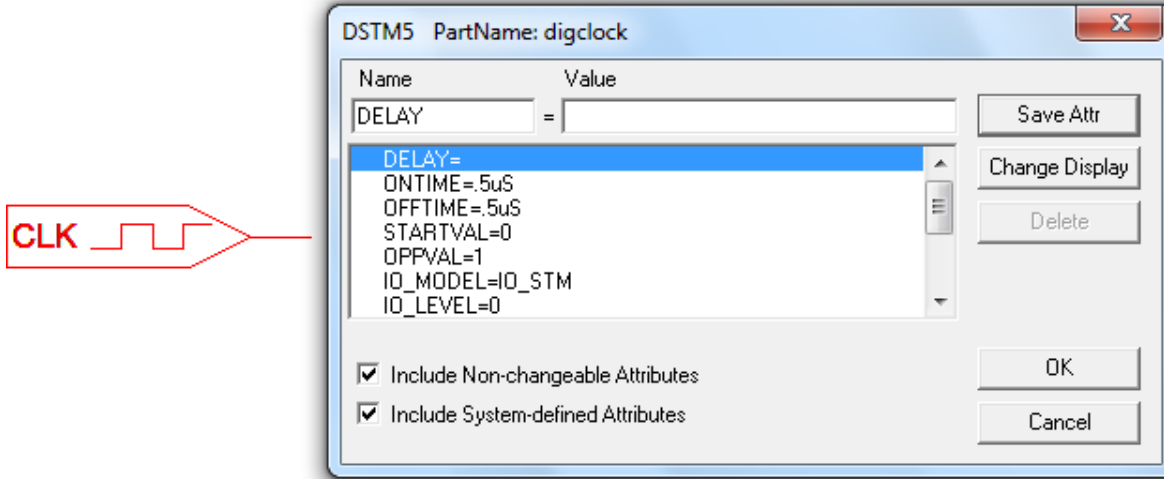 DSTM5 PartName: digclock
Name Value
DELAY =
Save Attr
DELAY=
ONTIME=.5uS
OFFTIME=.5uS
STARTVAL=0
OPPVAL=1
IO_MODEL=IO_STM
IO_LEVEL=0
Change Display
Delete
CLK
Include Non-changeable Attributes
Include System-defined Attributes
OK
Cancel